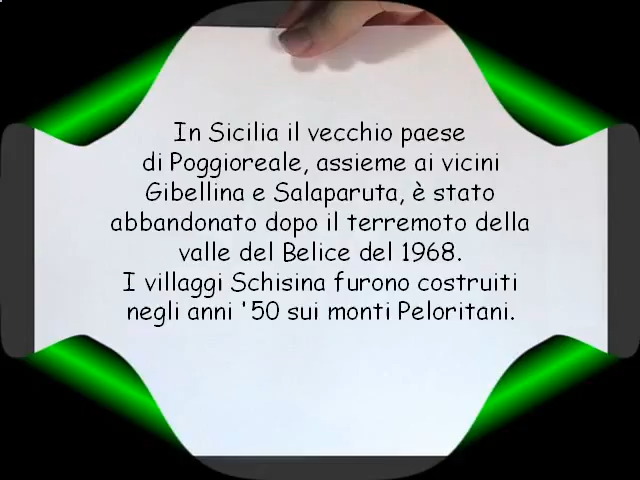 In Sicilia il vecchio paese
di Poggioreale, assieme ai vicini
Gibellina e Salaparuta, è stato
abbandonato dopo il terremoto della
valle del Belice del 1968.
I villaggi Schisina furono costruiti
negli anni '50 sui monti Peloritani.